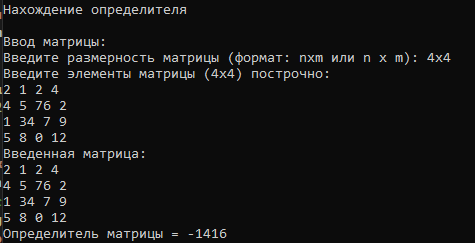 Нахождение определителя
Ввод матрицы:
Введите размерность матрицы (формат: nxm или n x m): 4x4
Введите элементы матрицы (4x4) построчно:
2 1 2 4
4 5 76 2
1 34 7 9
5 8 0 12
Введенная матрица:
2 1 2 4
4 5 76 2
1 34 7 9
5 8 0 12
Определитель матрицы = -1416